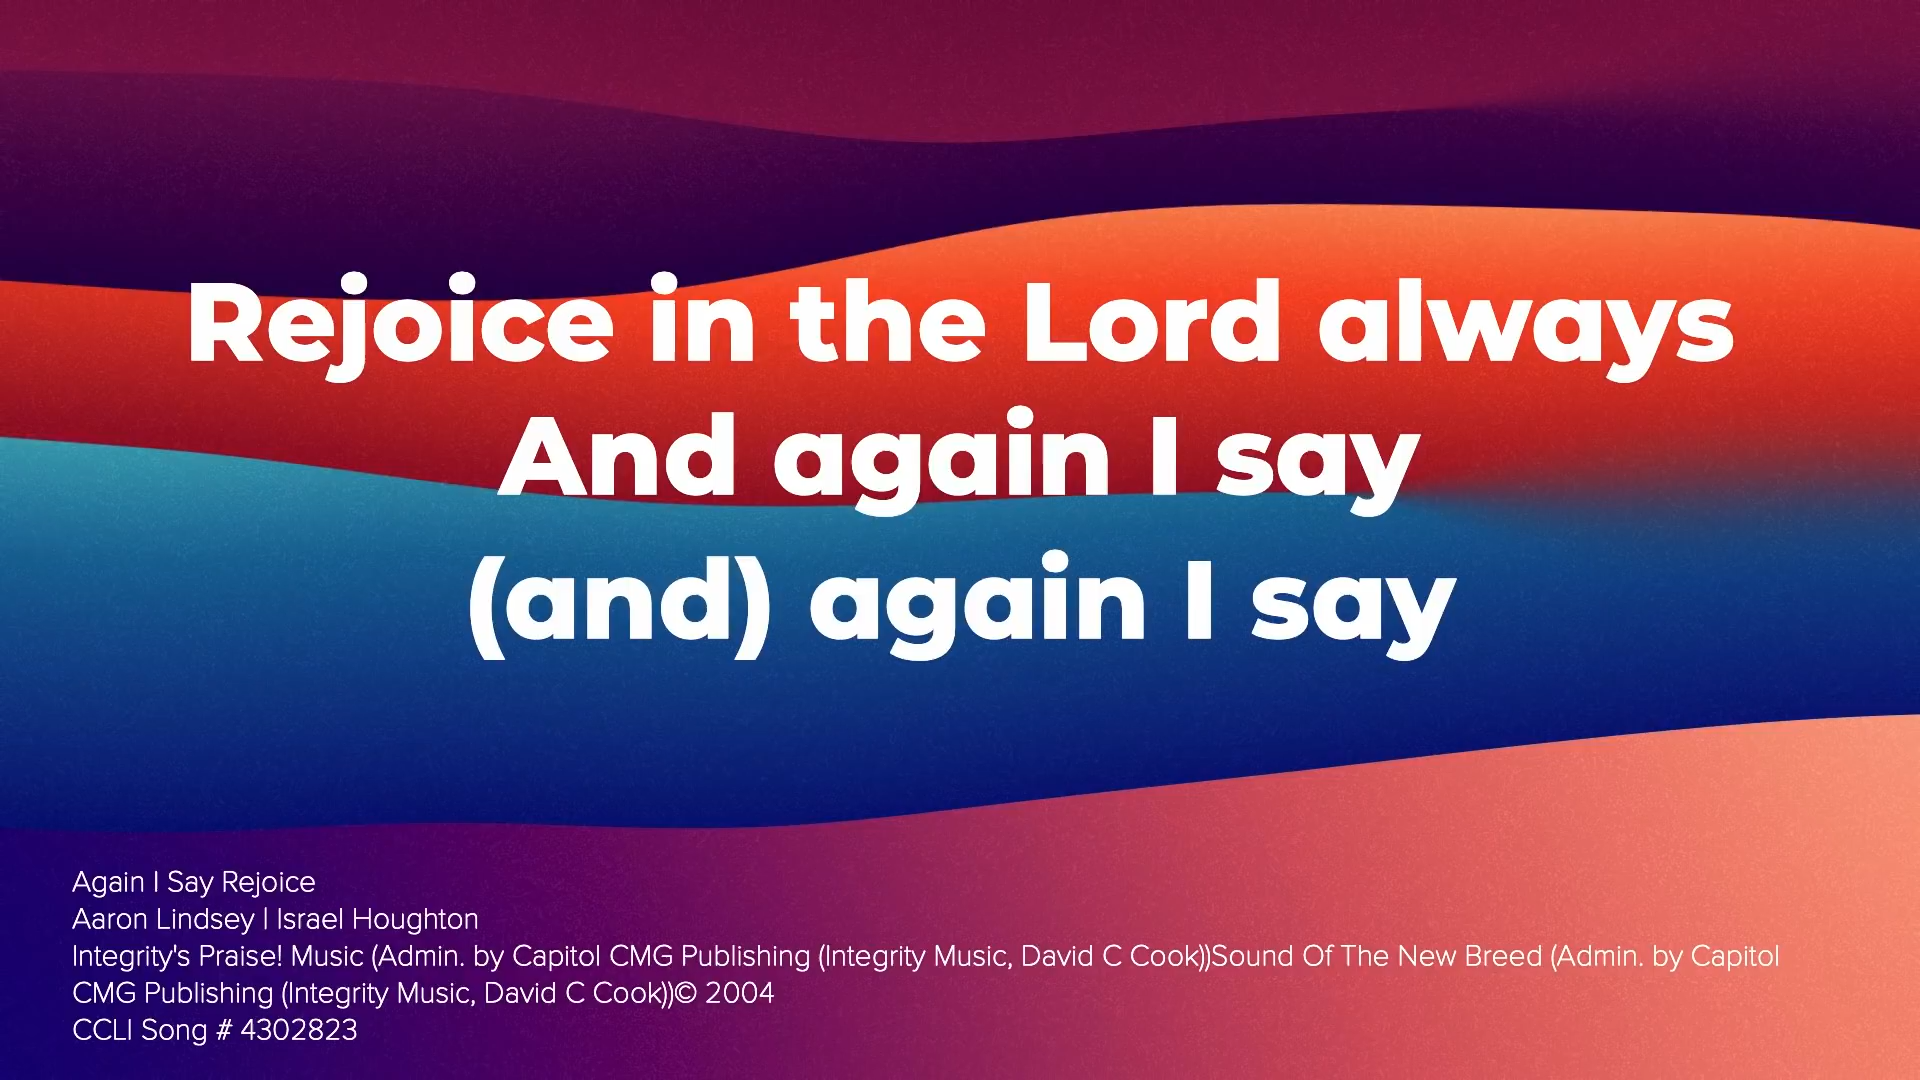 Rejoice in the Lord always
And again I say
(and) again I say
Again I Say Rejoice
Aaron Lindsey | Israel Houghton
Integrity's Praise! Music (Admin. by Capitol CMG Publishing (Integrity Music, David C Cook))Sound Of The New Breed (Admin. by Capitol
CMG Publishing (Integrity Music, David C Cook))© 2004
CCLI Song # 4302823